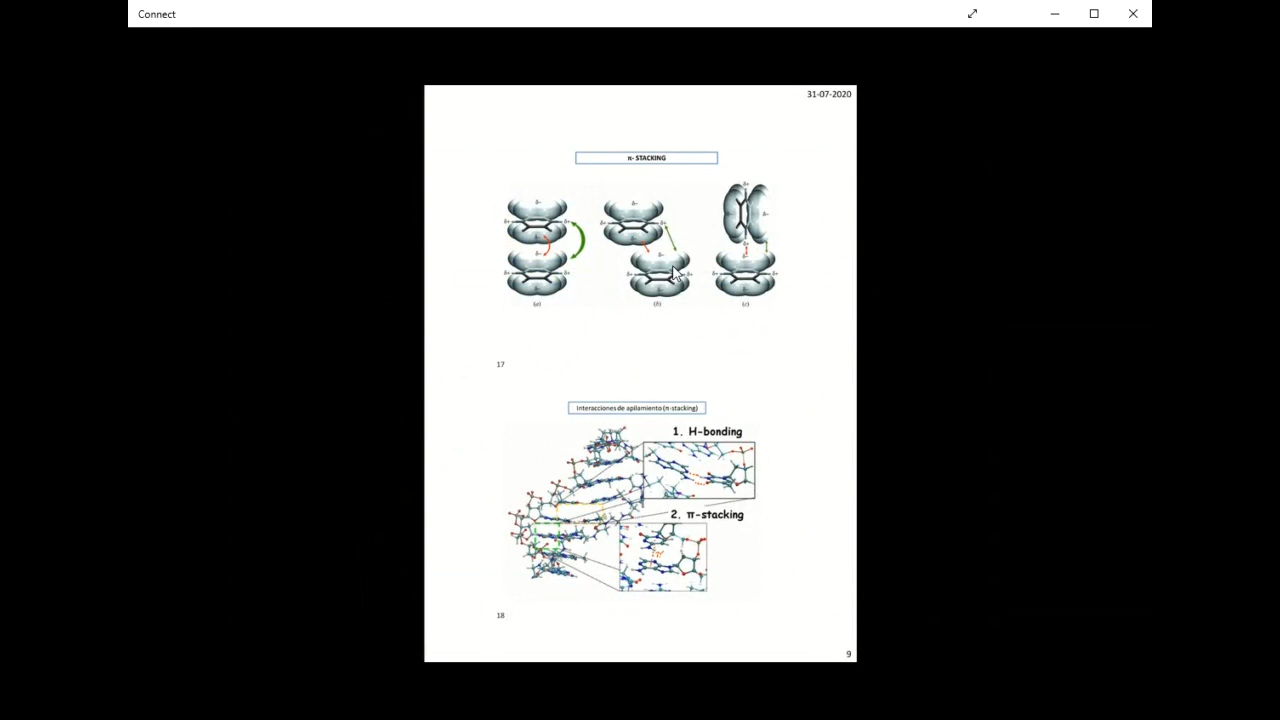 Connect
31-07-2020
π- STACKING
δ- δ- δ+
δ+ δ+ δ+ δ+ δ-
δ- δ- δ+
δ- δ- δ-
δ+ δ+ δ+ δ+ δ+ δ+
δ- δ- δ-
(a) (b) (c)
17
Interacciones de apilamiento (π-stacking)
1. H-bonding
2. π-stacking
18
9